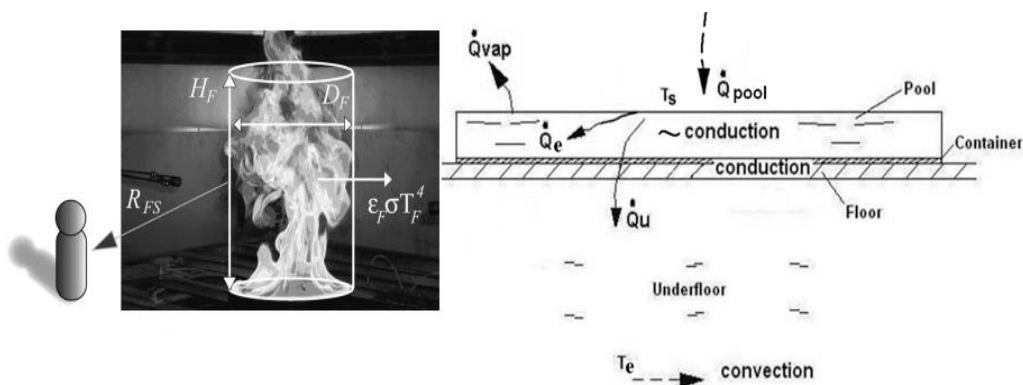 H_F
D_F
R_FS
ε_FσT_F^4
Q̇vap
T_s
Q̇pool
Pool
Q̇e
~ conduction
Container
conduction
Floor
Q̇u
Underfloor
T_e
convection